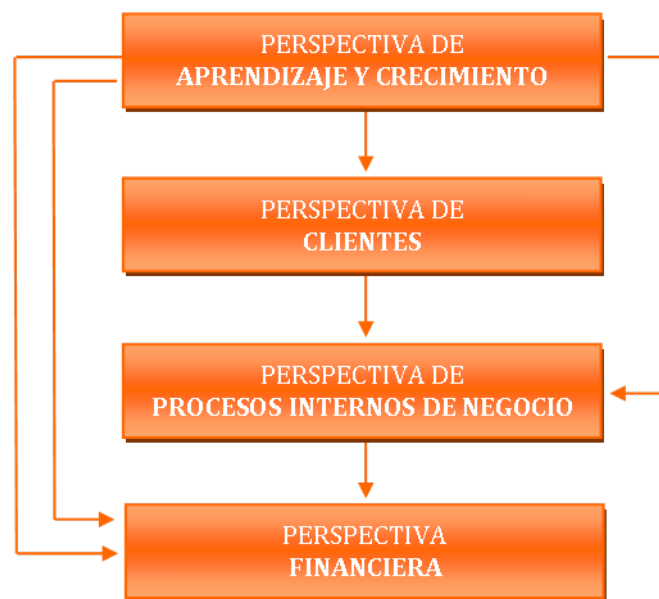 PERSPECTIVA DE
APRENDIZAJE Y CRECIMIENTO
PERSPECTIVA DE
CLIENTES
PERSPECTIVA DE
PROCESOS INTERNOS DE NEGOCIO
PERSPECTIVA
FINANCIERA